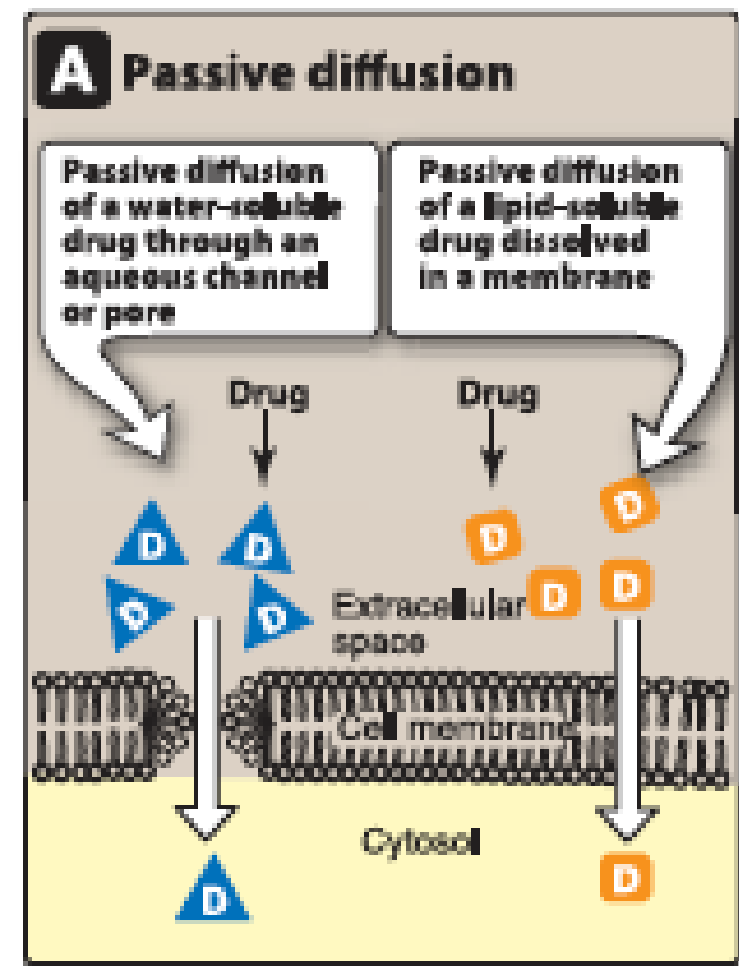 A Passive diffusion
Passive diffusion
of a water-soluble
drug through an
aqueous channel
or pore
Passive diffusion
of a lipid-soluble
drug dissolved
in a membrane
Drug
Drug
D
D
D
D
D
D
D
D
Extracellular
space
Cell membrane
Cytosol
D
D